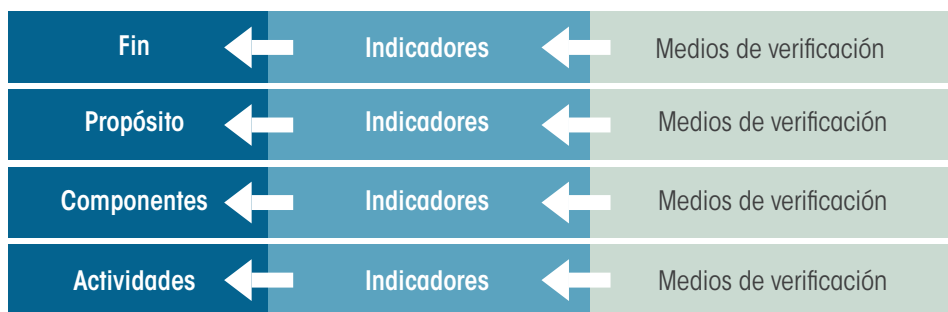 Fin Indicadores Medios de verificación
Propósito Indicadores Medios de verificación
Componentes Indicadores Medios de verificación
Actividades Indicadores Medios de verificación